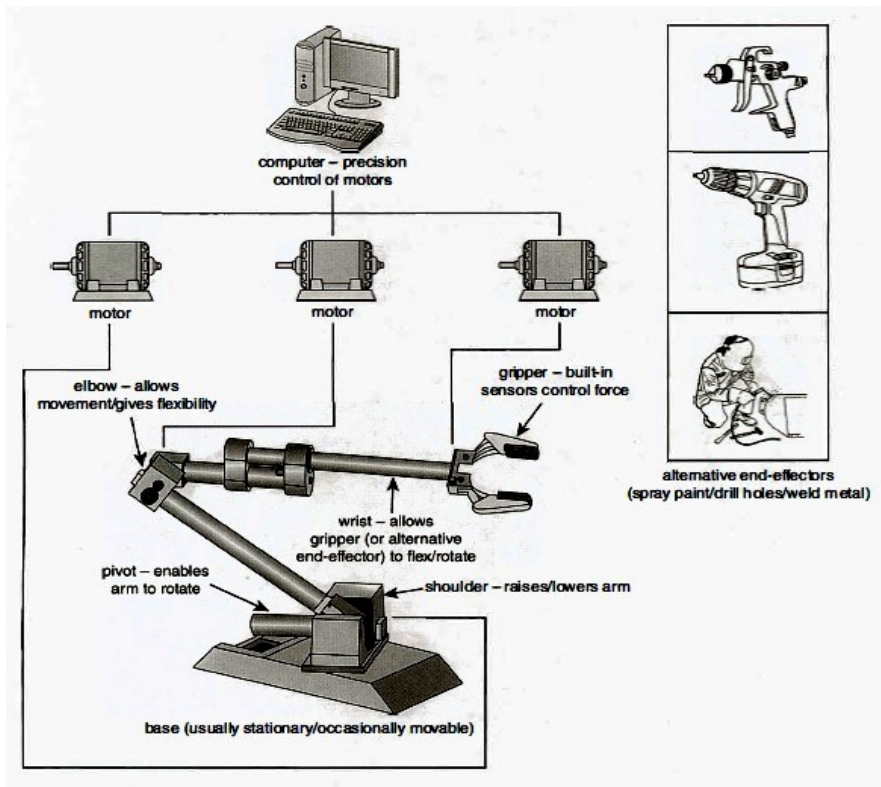 computer – precision
control of motors
motor
motor
motor
elbow – allows
movement/gives flexibility
gripper – built-in
sensors control force
alternative end-effectors
(spray paint/drill holes/weld metal)
wrist – allows
gripper (or alternative
end-effector) to flex/rotate
pivot – enables
arm to rotate
shoulder – raises/lowers arm
base (usually stationary/occasionally movable)